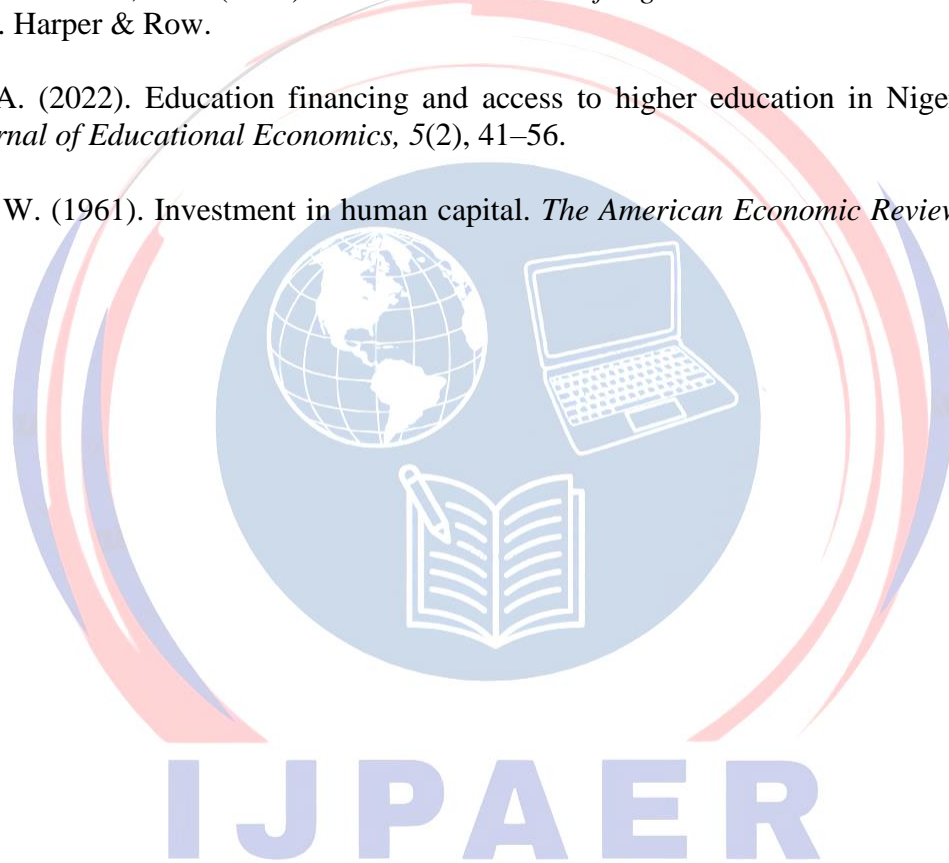 . Harper & Row.
A. (2022). Education financing and access to higher education in Nige
rnal of Educational Economics, 5(2), 41–56.
W. (1961). Investment in human capital. The American Economic Review
IJPAER